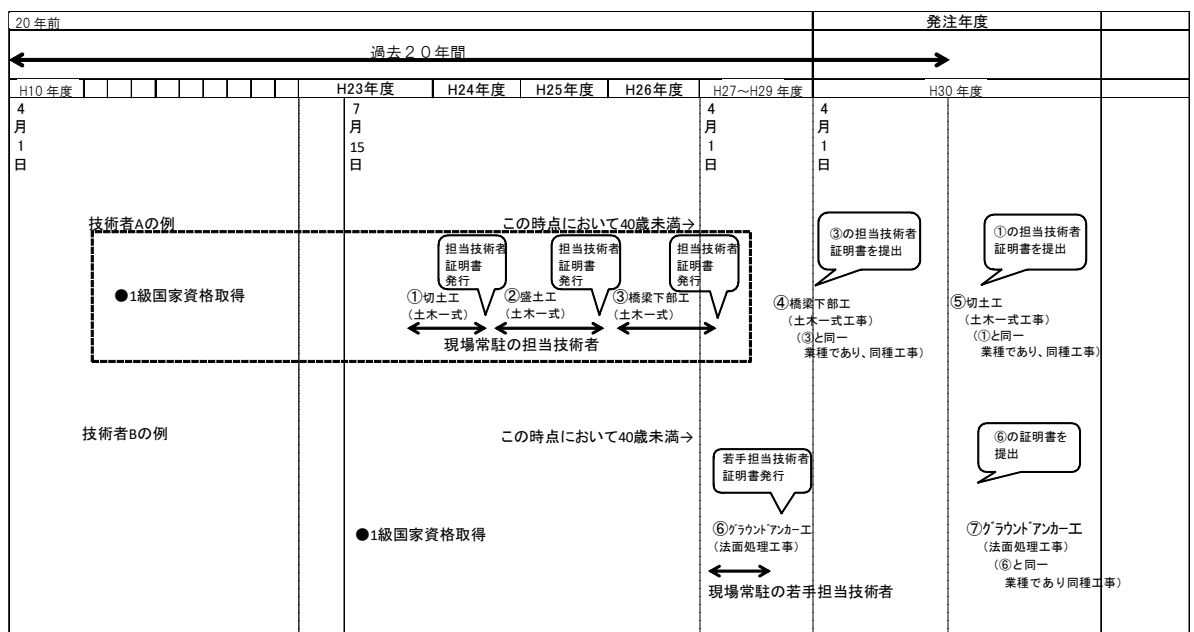 20 年前
発注年度
過去２０年間
H10 年度
H23年度
H24年度
H25年度
H26年度
H27～H29 年度
H30 年度
4
月
1
日
7
月
15
日
4
月
1
日
4
月
1
日
技術者Aの例
この時点において40歳未満→
担当技術者
証明書
発行
担当技術者
証明書
発行
担当技術者
証明書
発行
③の担当技術者
証明書を提出
①の担当技術者
証明書を提出
●1級国家資格取得
①切土工
(土木一式)
②盛土工
(土木一式)
③橋梁下部工
(土木一式)
現場常駐の担当技術者
④橋梁下部工
(土木一式工事)
(③と同一
業種であり、同種工事)
⑤切土工
(土木一式工事)
(①と同一
業種であり、同種工事)
技術者Bの例
この時点において40歳未満→
若手担当技術者
証明書発行
⑥の証明書を
提出
●1級国家資格取得
⑥ｸﾞﾗｳﾝﾄﾞｱﾝｶｰ工
(法面処理工事)
現場常駐の若手担当技術者
⑦ｸﾞﾗｳﾝﾄﾞｱﾝｶｰ工
(法面処理工事)
(⑥と同一
業種であり同種工事)